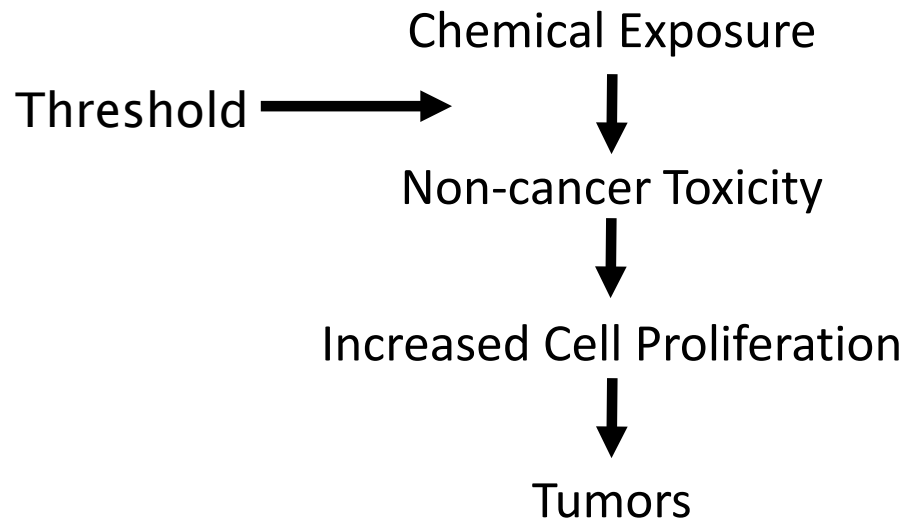 Chemical Exposure
Threshold
Non-cancer Toxicity
Increased Cell Proliferation
Tumors